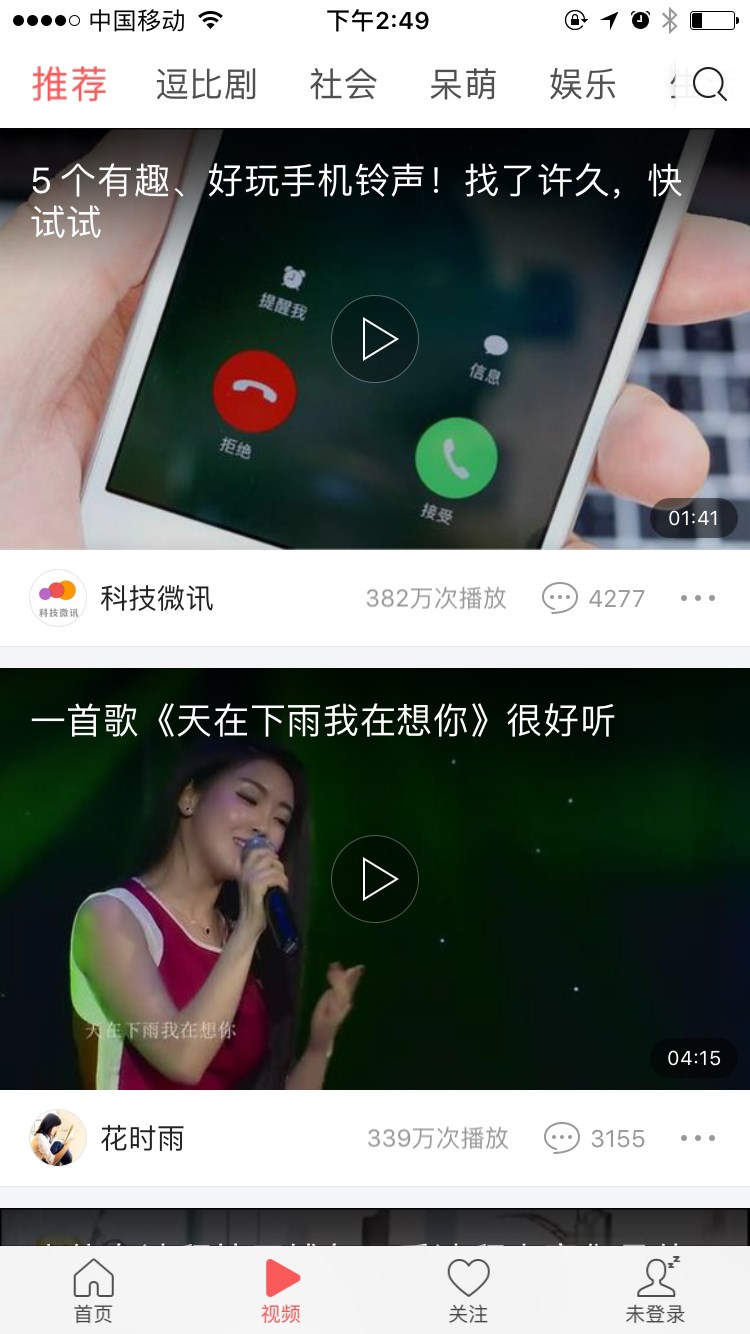 中国移动 下午2:49
推荐 逗比剧 社会 呆萌 娱乐
5个有趣、好玩手机铃声！找了许久，快
试试
提醒我
信息
拒绝
接受
01:41
科技微讯 科技微讯 382万次播放 4277
一首歌《天在下雨我在想你》很好听
天在下雨我在想你
04:15
花时雨 339万次播放 3155
首页 视频 关注 未登录